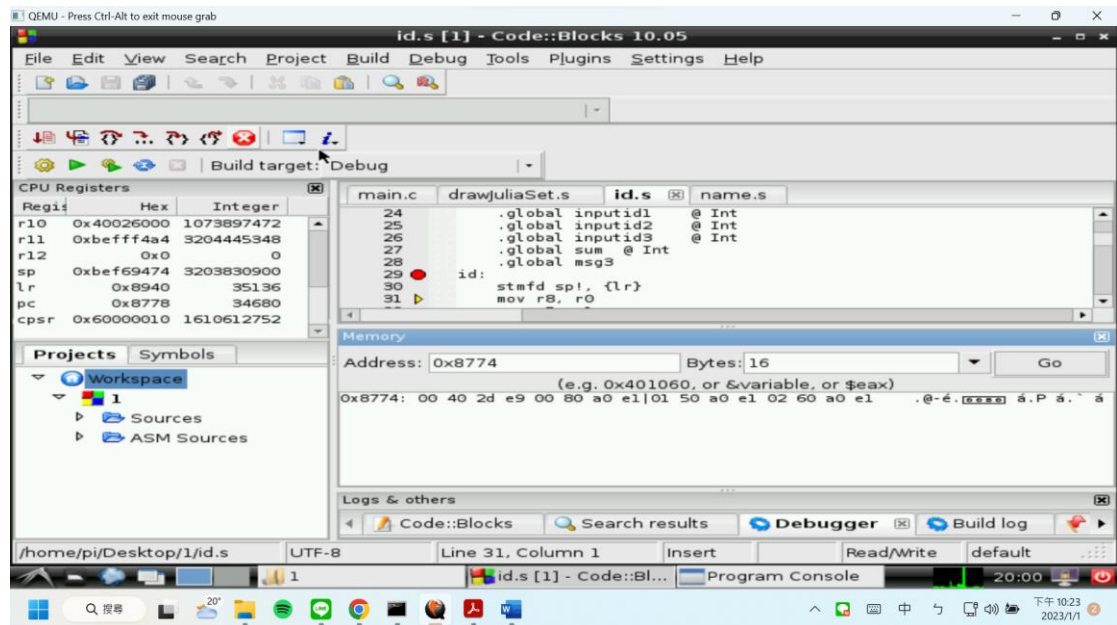 QEMU - Press Ctrl-Alt to exit mouse grab
id.s [1] - Code::Blocks 10.05
File Edit View Search Project Build Debug Tools Plugins Settings Help
Build target: Debug
CPU Registers
Regis Hex Integer
r10 0x40026000 1073897472
r11 0xbefff4a4 3204445348
r12 0x0 0
sp 0xbef69474 3203830900
lr 0x8940 35136
pc 0x8778 34680
cpsr 0x60000010 1610612752
Projects Symbols
Workspace
1
Sources
ASM Sources
main.c drawJuliaSet.s id.s name.s
24 .global inputid1 @ Int
25 .global inputid2 @ Int
26 .global inputid3 @ Int
27 .global sum @ Int
28 .global msg3
29 id:
30 stmfd sp!, {lr}
31 mov r8, r0
Memory
Address: 0x8774 Bytes: 16 Go
(e.g. 0x401060, or &variable, or $eax)
0x8774: 00 40 2d e9 00 80 a0 e1|01 50 a0 e1 02 60 a0 e1 .@-é. á.P á.` á
Logs & others
Code::Blocks Search results Debugger Build log
/home/pi/Desktop/1/id.s UTF-8 Line 31, Column 1 Insert Read/Write default
1 id.s [1] - Code::Bl... Program Console 20:00
搜尋 20° 中 ㄅ 下午 10:23
2023/1/1 2